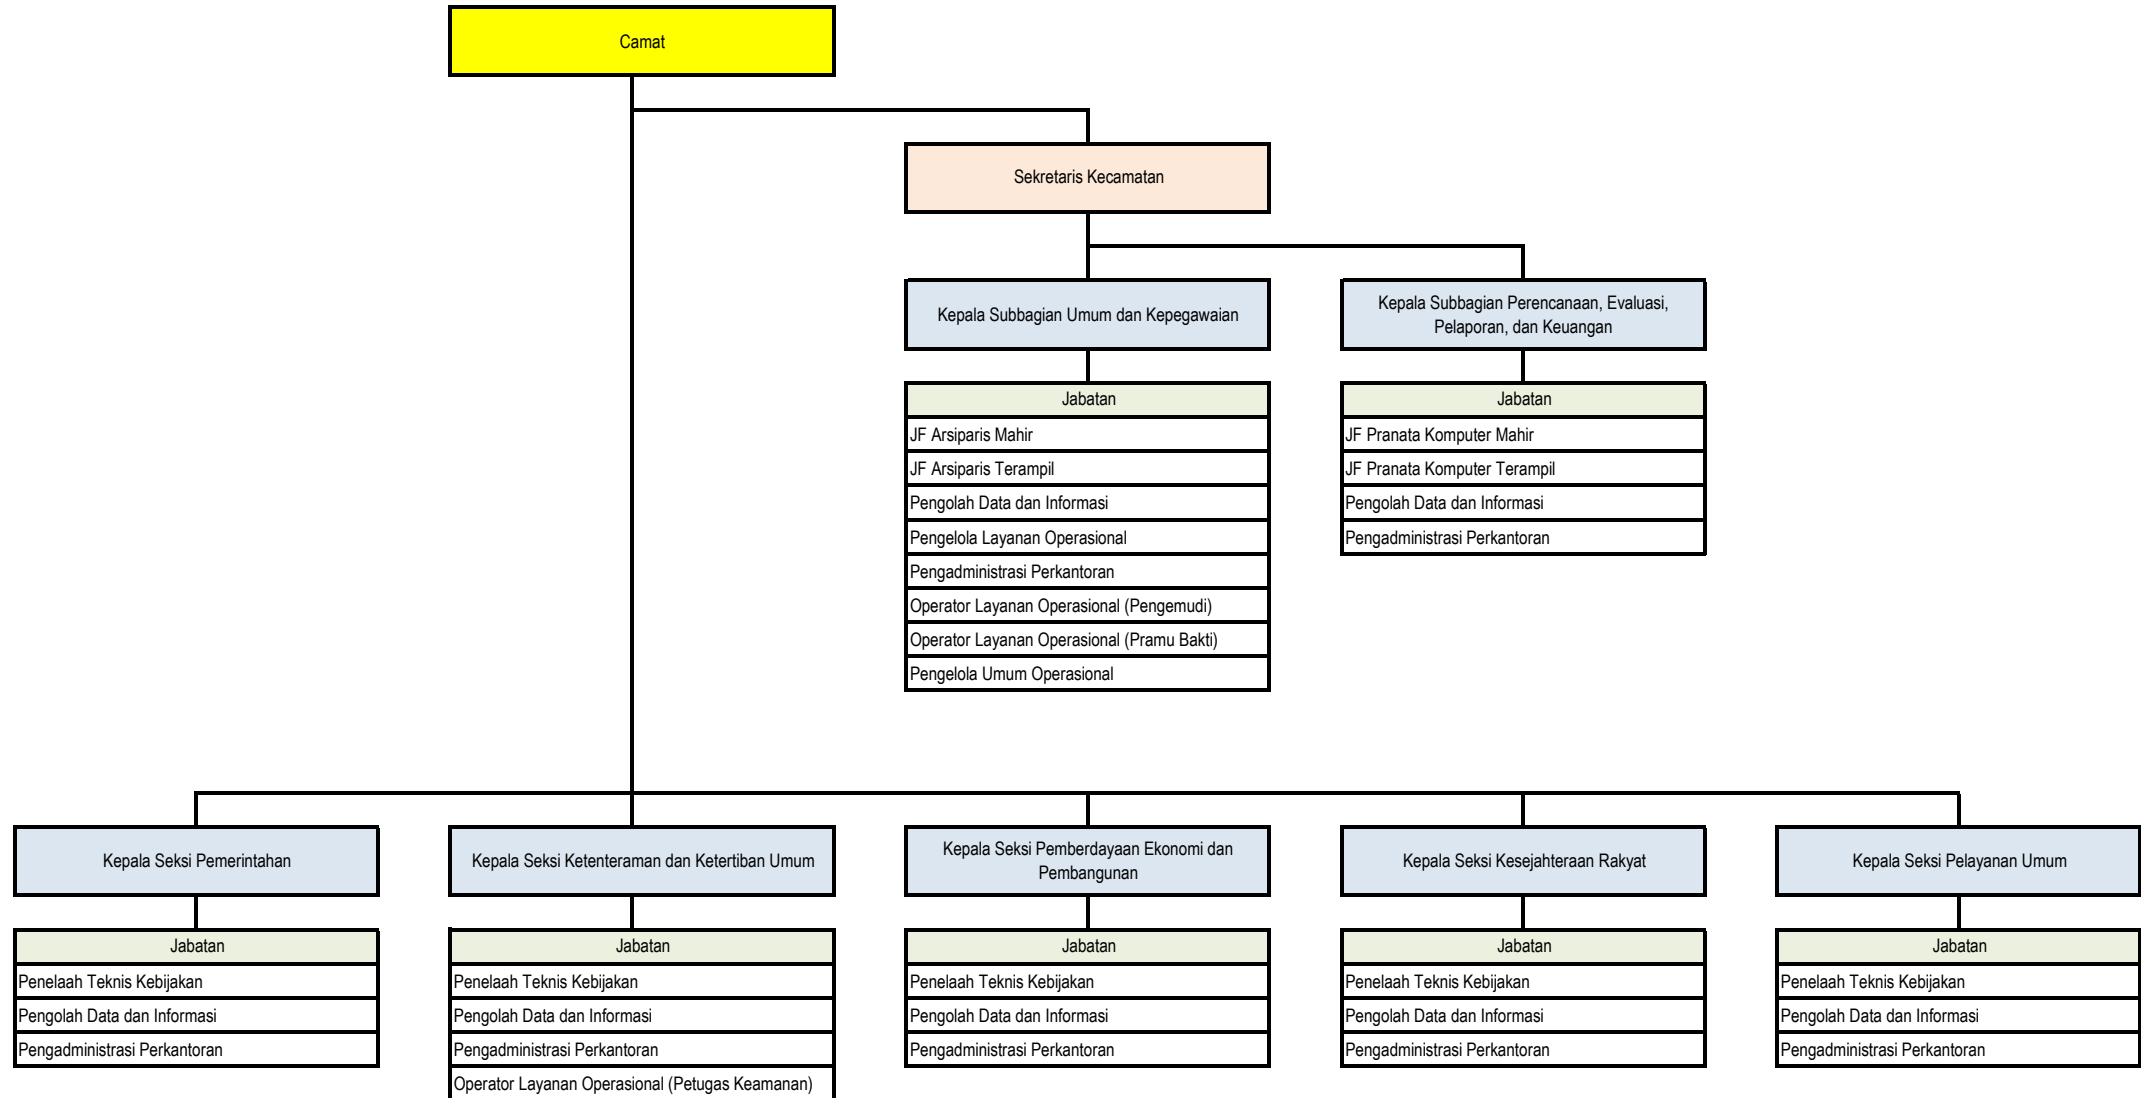 Camat
Sekretaris Kecamatan
Kepala Subbagian Umum dan Kepegawaian
Kepala Subbagian Perencanaan, Evaluasi,
Pelaporan, dan Keuangan
Jabatan
JF Arsiparis Mahir
JF Arsiparis Terampil
Pengolah Data dan Informasi
Pengelola Layanan Operasional
Pengadministrasi Perkantoran
Operator Layanan Operasional (Pengemudi)
Operator Layanan Operasional (Pramu Bakti)
Pengelola Umum Operasional
Jabatan
JF Pranata Komputer Mahir
JF Pranata Komputer Terampil
Pengolah Data dan Informasi
Pengadministrasi Perkantoran
Kepala Seksi Pemerintahan
Jabatan
Penelaah Teknis Kebijakan
Pengolah Data dan Informasi
Pengadministrasi Perkantoran
Kepala Seksi Ketenteraman dan Ketertiban Umum
Jabatan
Penelaah Teknis Kebijakan
Pengolah Data dan Informasi
Pengadministrasi Perkantoran
Operator Layanan Operasional (Petugas Keamanan)
Kepala Seksi Pemberdayaan Ekonomi dan
Pembangunan
Jabatan
Penelaah Teknis Kebijakan
Pengolah Data dan Informasi
Pengadministrasi Perkantoran
Kepala Seksi Kesejahteraan Rakyat
Jabatan
Penelaah Teknis Kebijakan
Pengolah Data dan Informasi
Pengadministrasi Perkantoran
Kepala Seksi Pelayanan Umum
Jabatan
Penelaah Teknis Kebijakan
Pengolah Data dan Informasi
Pengadministrasi Perkantoran